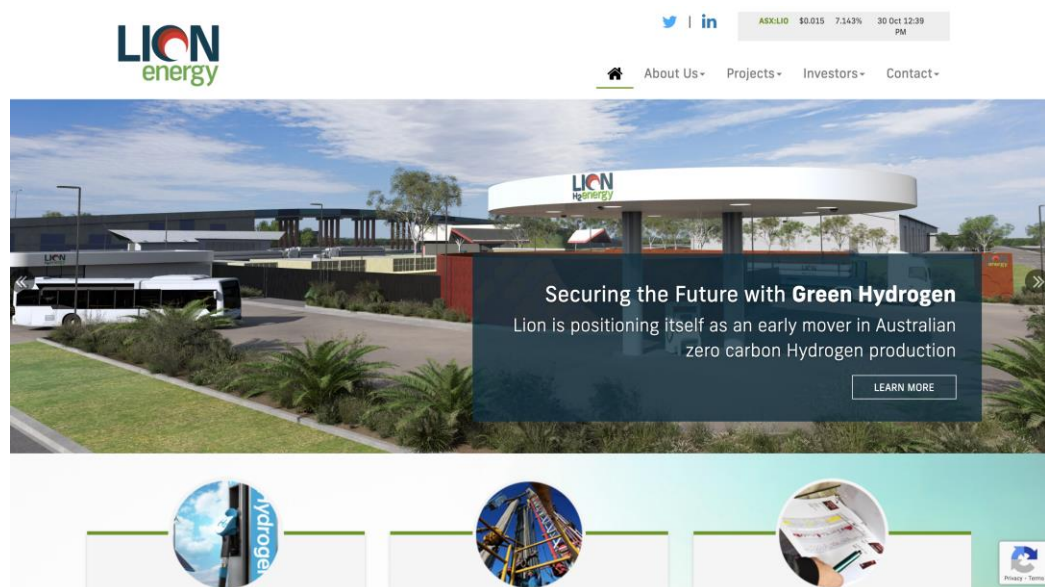 LION
energy
ASX:LIO $0.015 7.143% 30 Oct 12:39
PM
About Us
Projects
Investors
Contact
LION
H2energy
LION
energy
Securing the Future with Green Hydrogen
Lion is positioning itself as an early mover in Australian
zero carbon Hydrogen production
LEARN MORE
hydrogen
Privacy - Terms